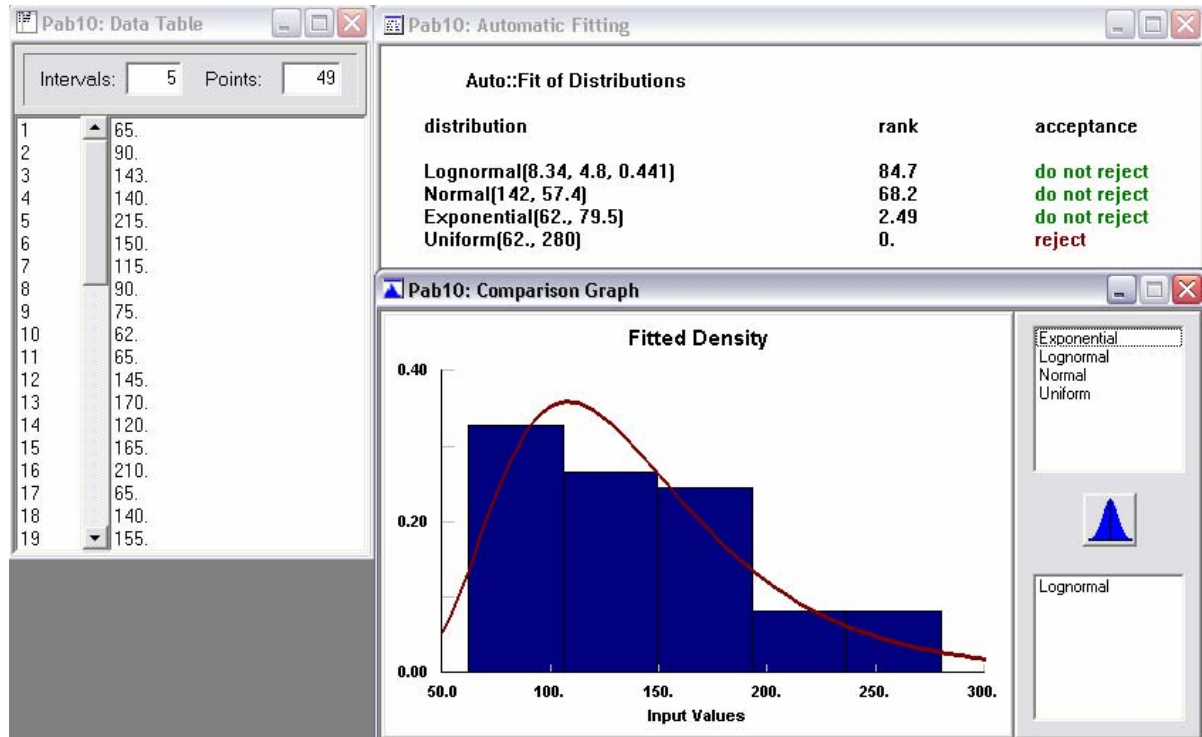 Pab10: Data Table
Intervals: 5 Points: 49
1 65.
2 90.
3 143.
4 140.
5 215.
6 150.
7 115.
8 90.
9 75.
10 62.
11 65.
12 145.
13 170.
14 120.
15 165.
16 210.
17 65.
18 140.
19 155.
Pab10: Automatic Fitting
Auto::Fit of Distributions
distribution rank acceptance
Lognormal(8.34, 4.8, 0.441) 84.7 do not reject
Normal(142, 57.4) 68.2 do not reject
Exponential(62., 79.5) 2.49 do not reject
Uniform(62., 280) 0. reject
Pab10: Comparison Graph
Fitted Density
0.40
0.20
0.00
50.0 100. 150. 200. 250. 300.
Input Values
Exponential
Lognormal
Normal
Uniform
Lognormal